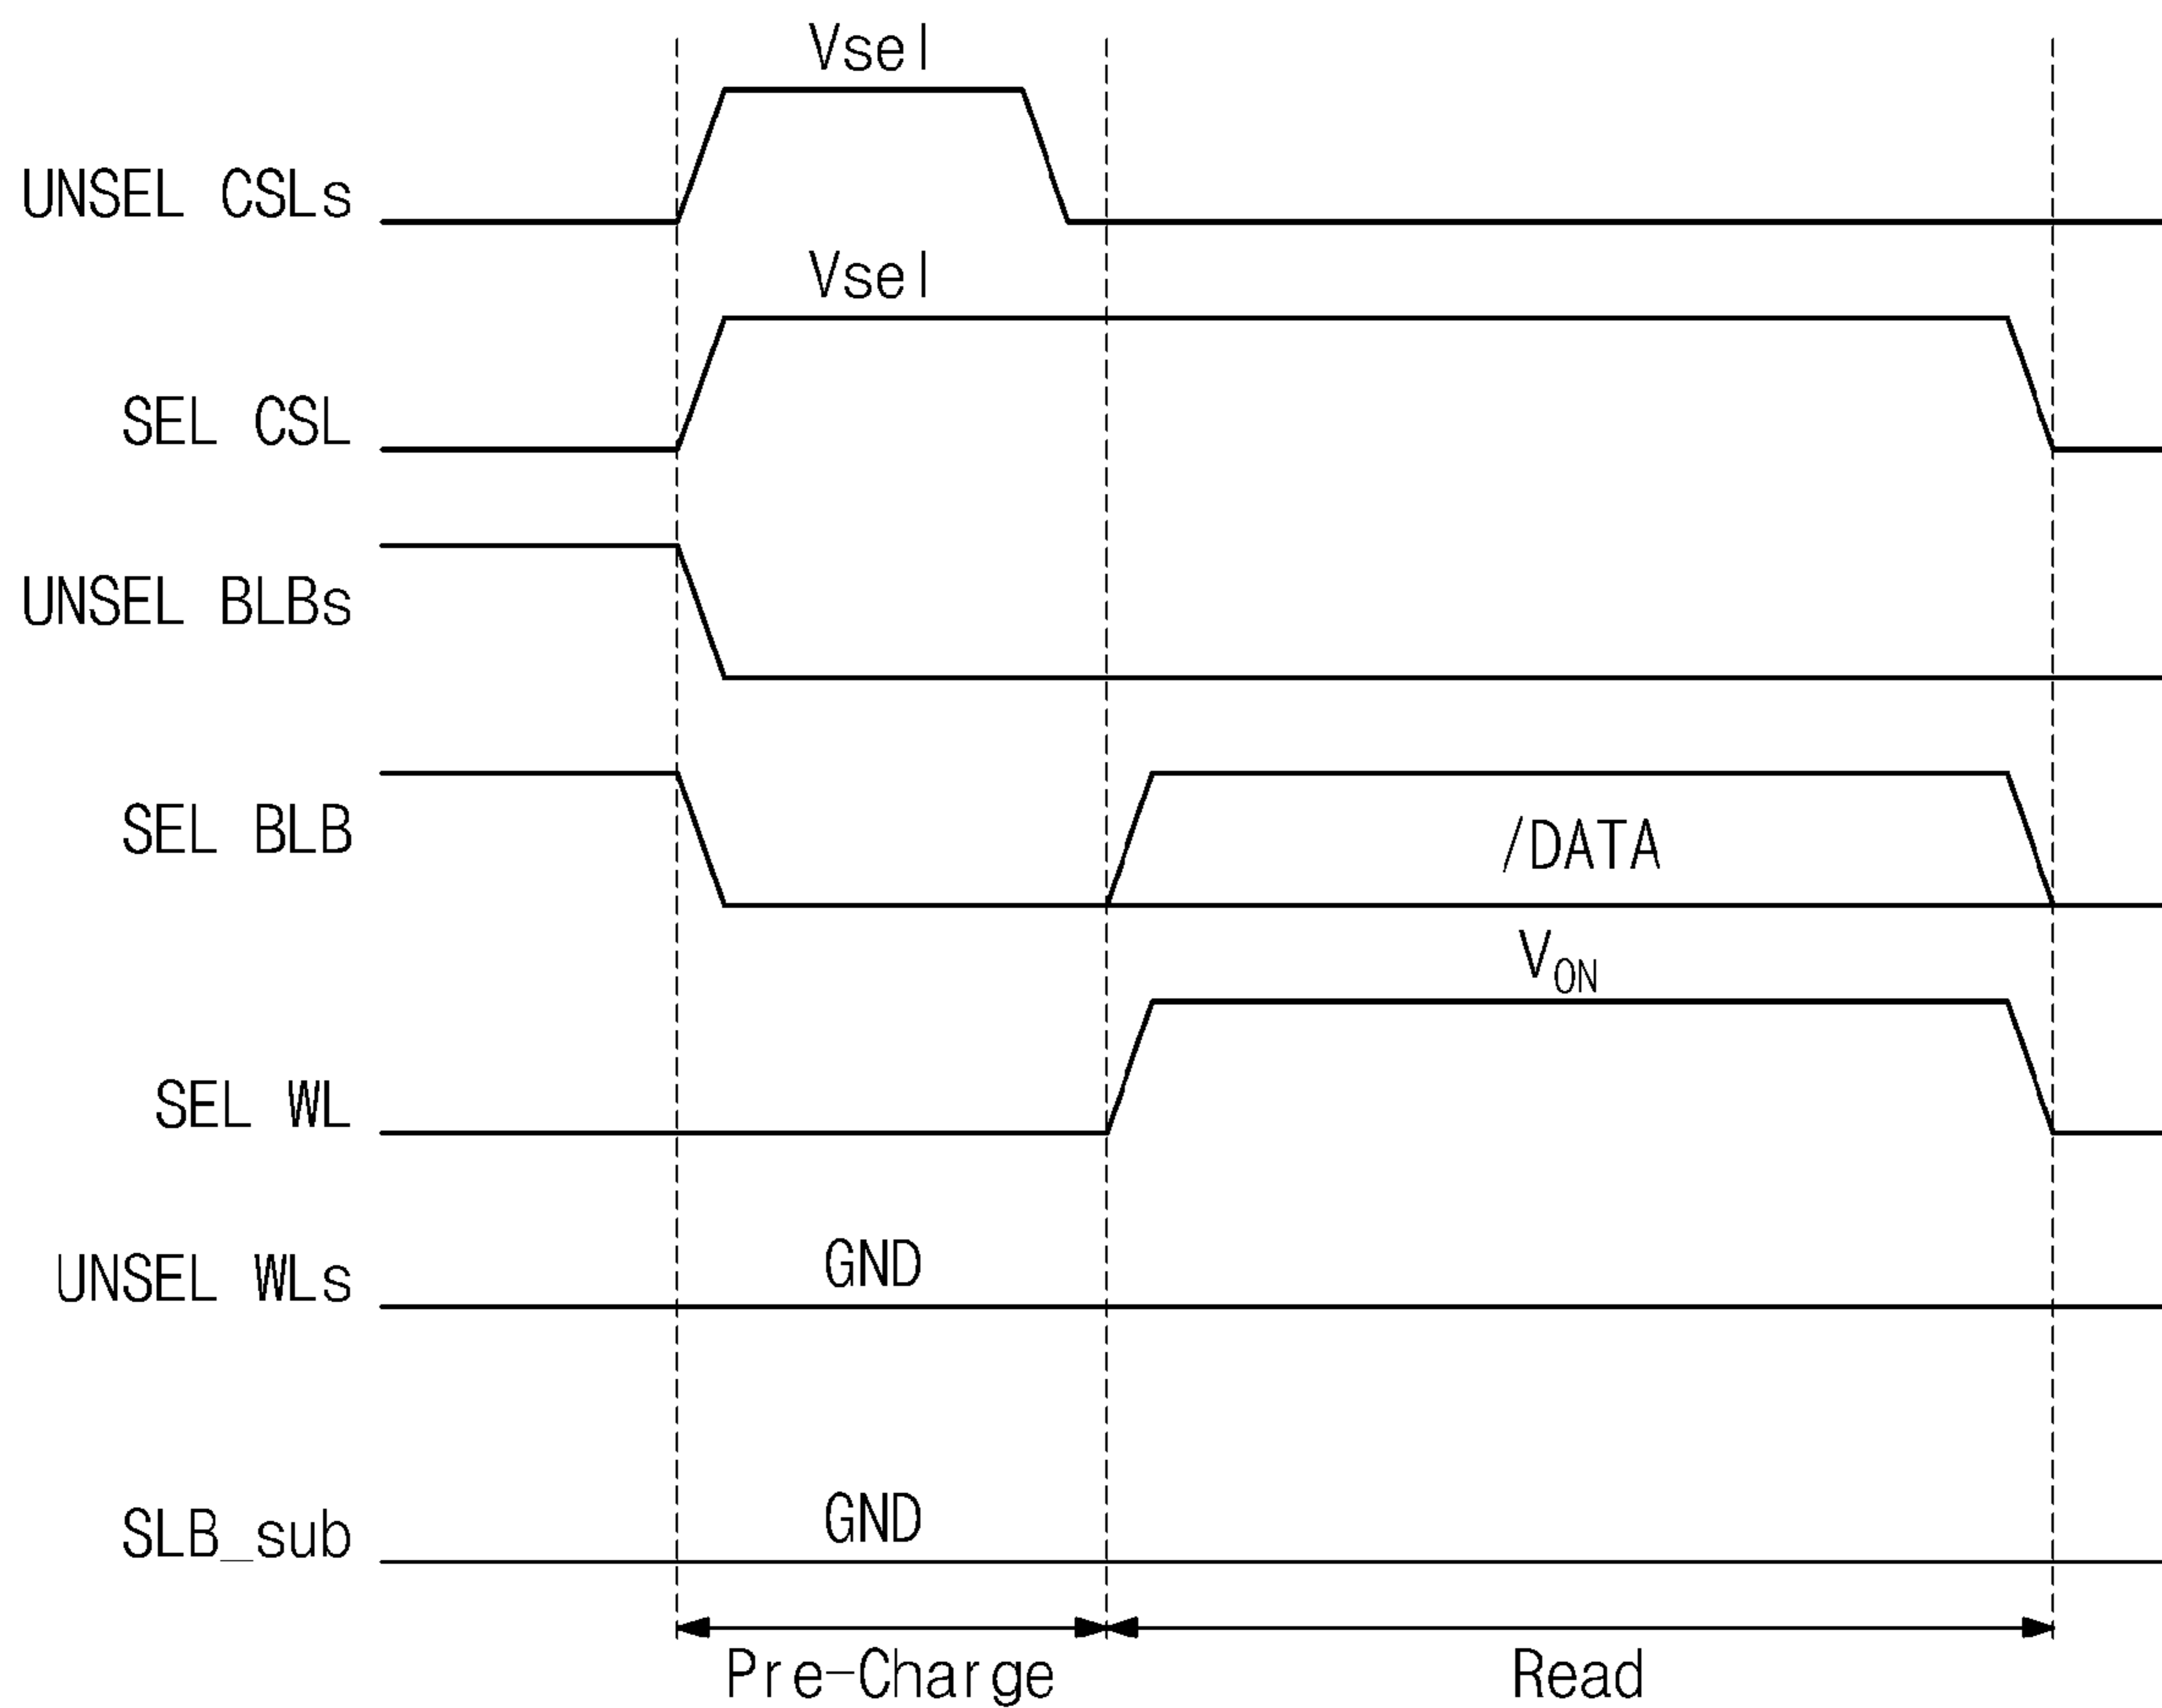 Vsel
UNSEL CSLs
Vsel
SEL CSL
UNSEL BLBs
SEL BLB
/DATA
VON
SEL WL
UNSEL WLs
GND
SLB_sub
GND
Pre-Charge
Read